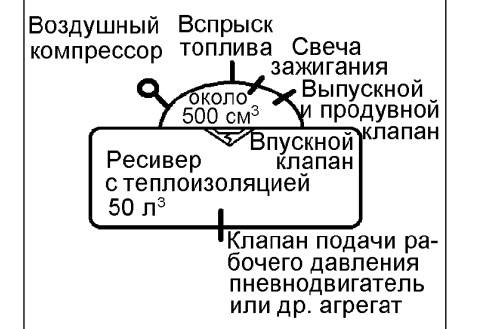 Воздушный
компрессор
Вспрыск
топлива
Свеча
зажигания
Выпускной
и продувной
клапан
около
500 см³
Впускной
клапан
Ресивер
с теплоизоляцией
50 л³
Клапан подачи ра-
бочего давления
пневнодвигатель
или др. агрегат